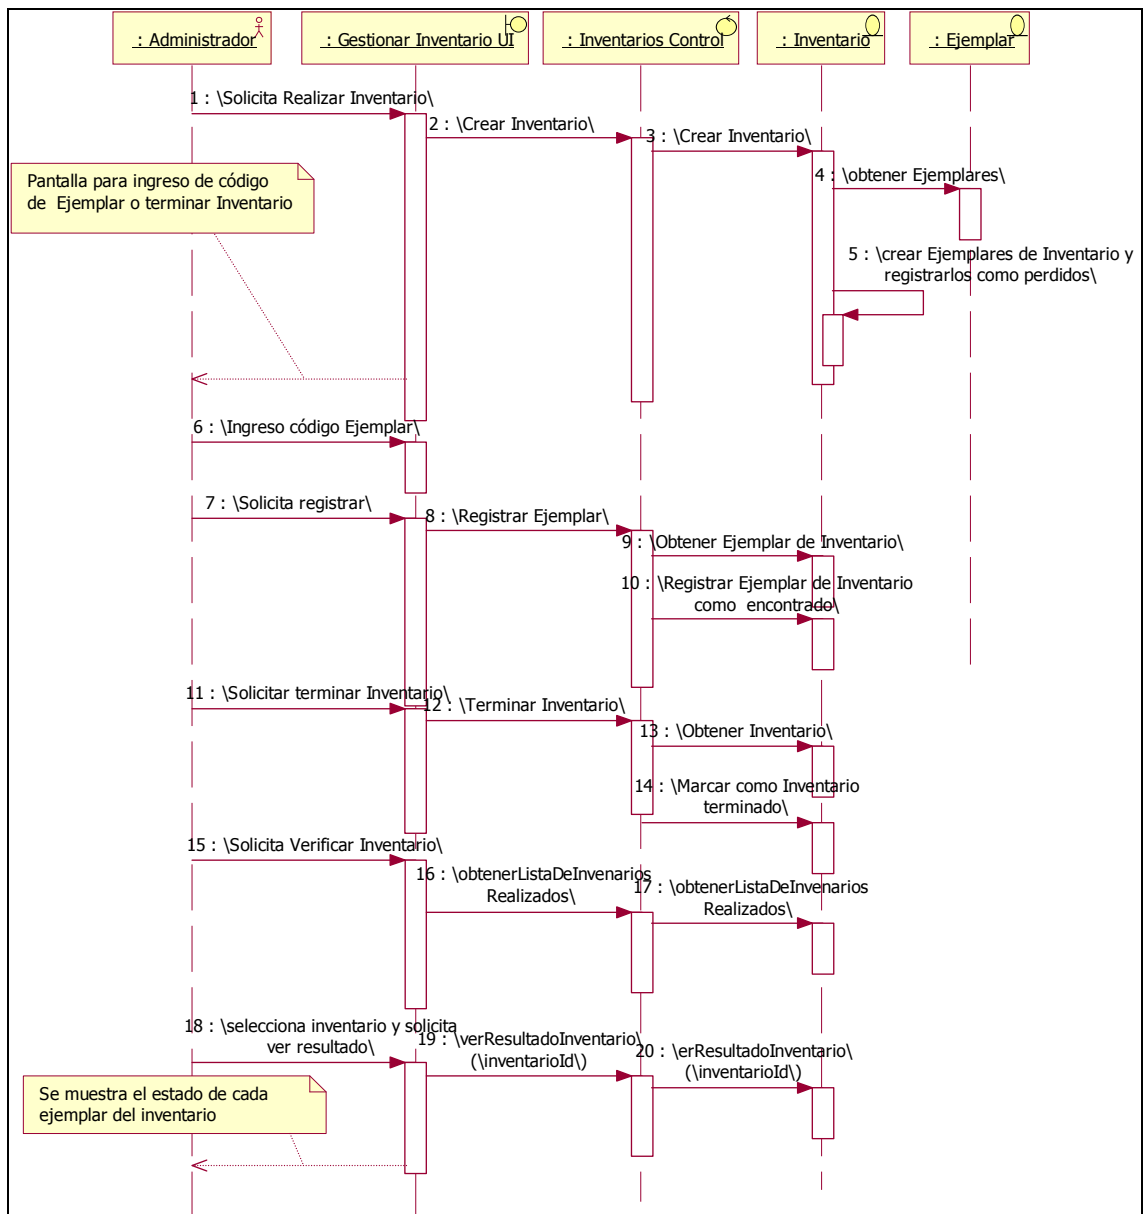 : Administrador
: Gestionar Inventario UI
: Inventarios Control
: Inventario
: Ejemplar
1 : \Solicita Realizar Inventario\
2 : \Crear Inventario\
3 : \Crear Inventario\
Pantalla para ingreso de código
de Ejemplar o terminar Inventario
4 : \obtener Ejemplares\
5 : \crear Ejemplares de Inventario y
registrarlos como perdidos\
6 : \Ingreso código Ejemplar\
7 : \Solicita registrar\
8 : \Registrar Ejemplar\
9 : \Obtener Ejemplar de Inventario\
10 : \Registrar Ejemplar de Inventario
como encontrado\
11 : \Solicitar terminar Inventario\
12 : \Terminar Inventario\
13 : \Obtener Inventario\
14 : \Marcar como Inventario
terminado\
15 : \Solicita Verificar Inventario\
16 : \obtenerListaDeInvenarios
Realizados\
17 : \obtenerListaDeInvenarios
Realizados\
18 : \selecciona inventario y solicita
ver resultado\
19 : \verResultadoInventario\
(\inventarioId\)
20 : \erResultadoInventario\
(\inventarioId\)
Se muestra el estado de cada
ejemplar del inventario